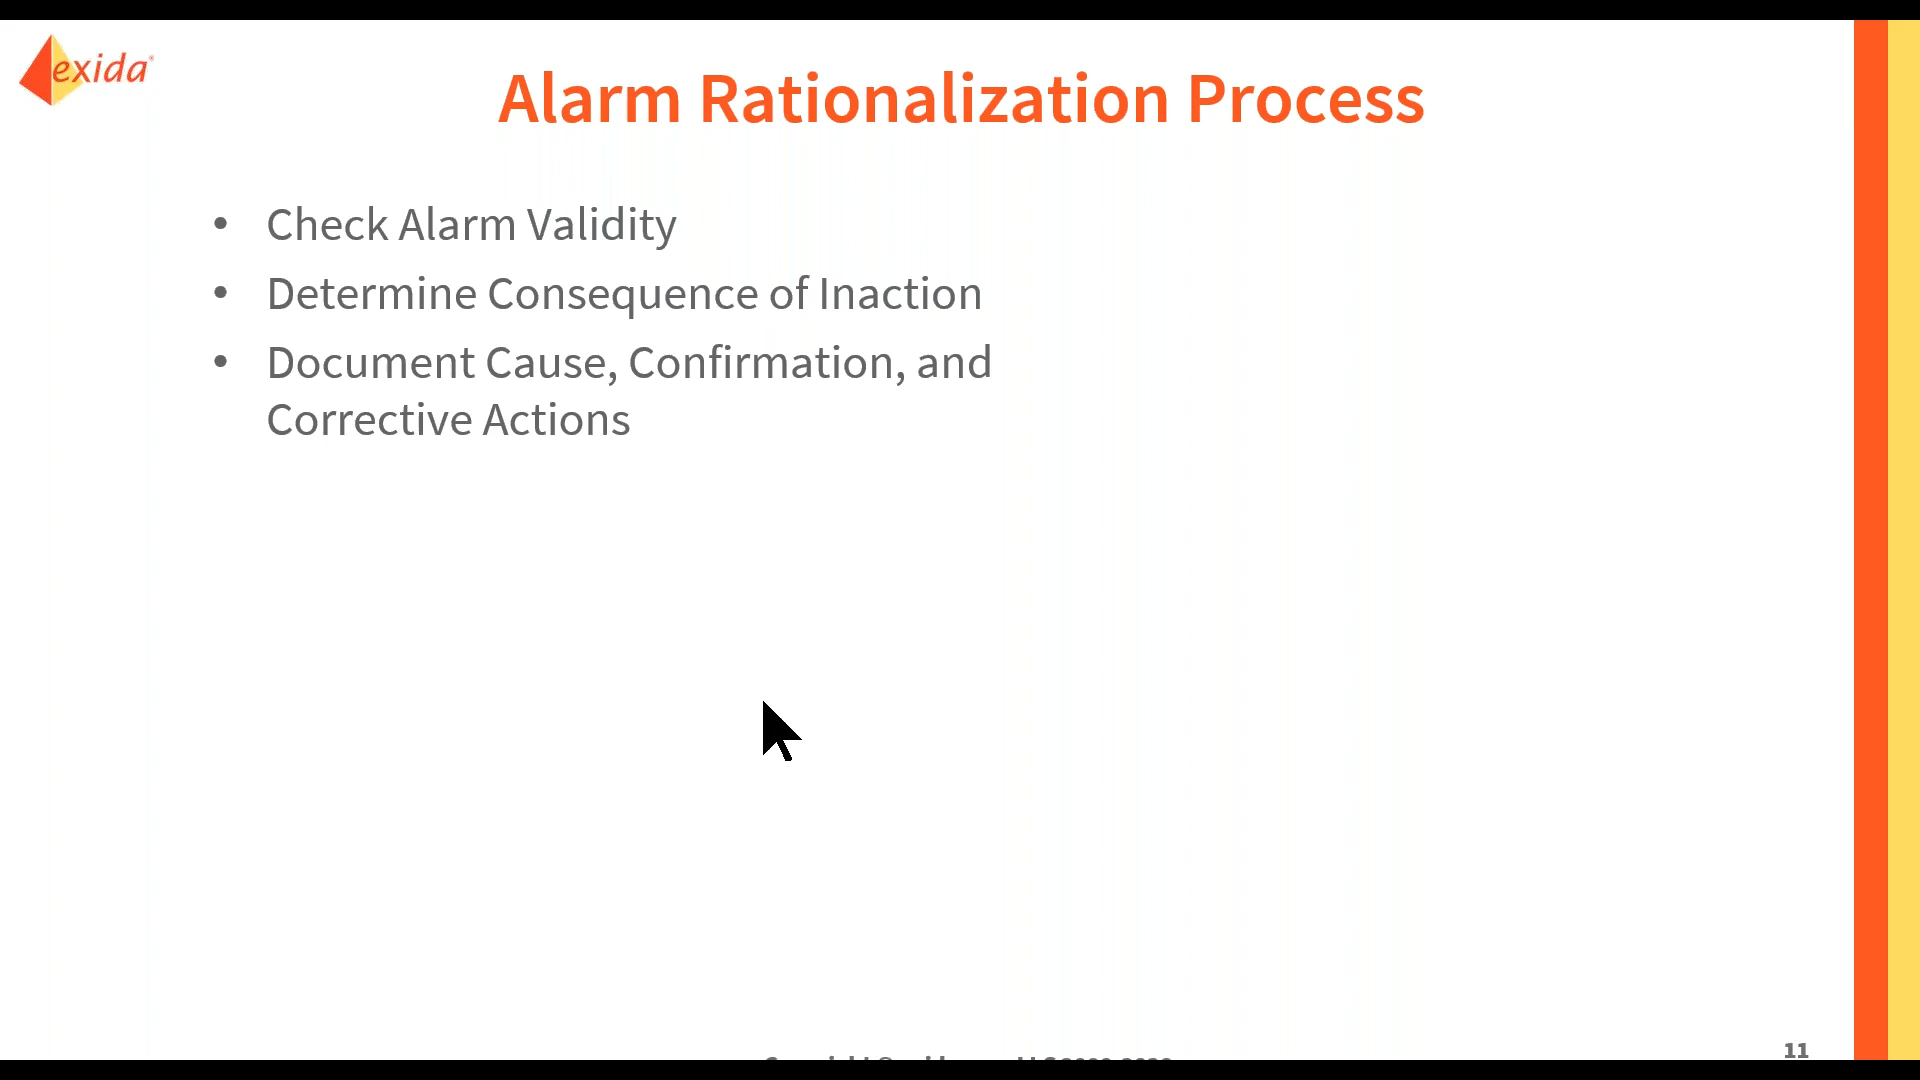 exida
Alarm Rationalization Process
• Check Alarm Validity
• Determine Consequence of Inaction
• Document Cause, Confirmation, and
Corrective Actions
11